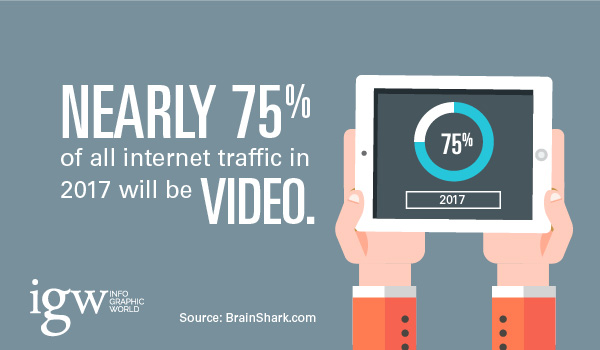 NEARLY 75%
of all internet traffic in
2017 will be VIDEO.
75%
2017
igw INFO
GRAPHIC
WORLD
Source: BrainShark.com